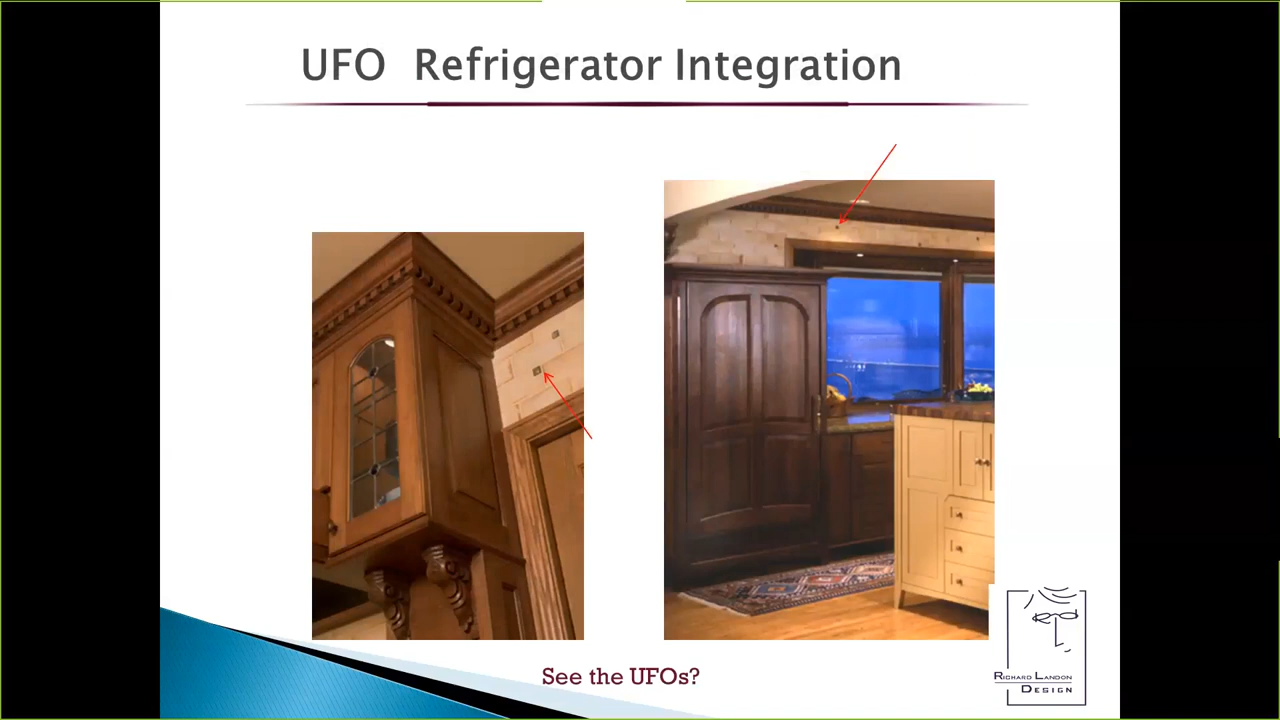 UFO Refrigerator Integration
See the UFOs?
RICHARD LANDON
DESIGN